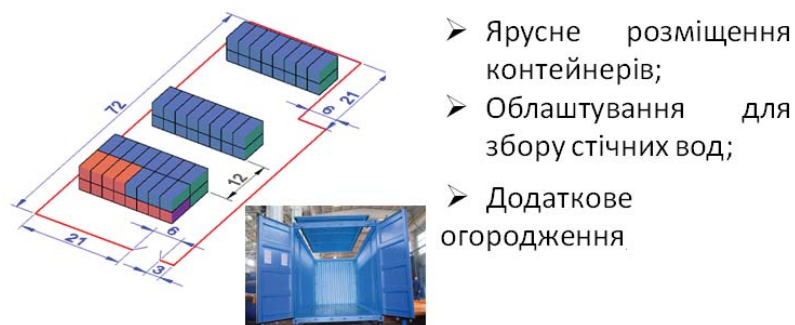 72
21
6
12
6
21
3
➢ Ярусне розміщення
контейнерів;
➢ Облаштування для
збору стічних вод;
➢ Додаткове
огородження